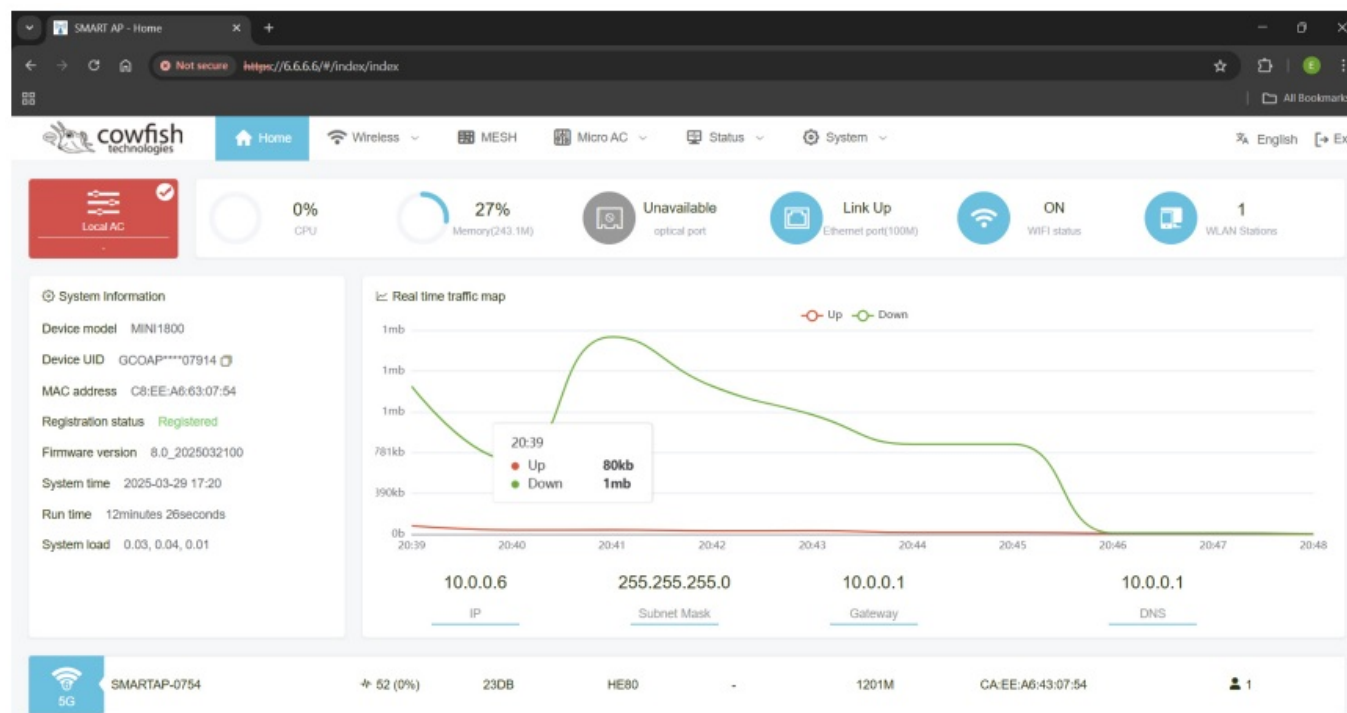 SMART AP - Home
Not secure https://6.6.6.6/#/index/index
All Bookmarks
cowfish technologies
Home Wireless MESH Micro AC Status System English Ex
Local AC
-
0%
CPU
27%
Memory(243.1M)
Unavailable
optical port
Link Up
Ethernet port(100M)
ON
WIFI status
1
WLAN Stations
System Information
Device model MINI1800
Device UID GCOAP****07914
MAC address C8:EE:A6:63:07:54
Registration status Registered
Firmware version 8.0_2025032100
System time 2025-03-29 17:20
Run time 12minutes 26seconds
System load 0.03, 0.04, 0.01
Real time traffic map
Up Down
1mb
1mb
1mb
781kb
390kb
0b
20:39
Up 80kb
Down 1mb
20:39 20:40 20:41 20:42 20:43 20:44 20:45 20:46 20:47 20:48
10.0.0.6 255.255.255.0 10.0.0.1 10.0.0.1
IP Subnet Mask Gateway DNS
5G
SMARTAP-0754 52 (0%) 23DB HE80 - 1201M CA:EE:A6:43:07:54 1